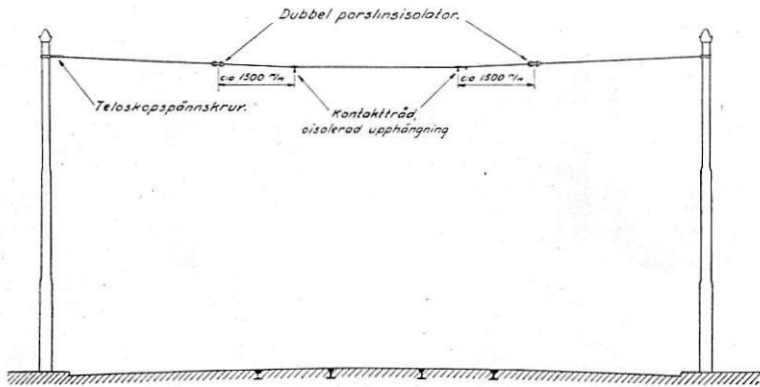 Dubbel porslinsisolator.
c:a 1500 m/m
c:a 1500 m/m
Teleskopspännskruv.
Kontakttråd,
oisolerad upphängning